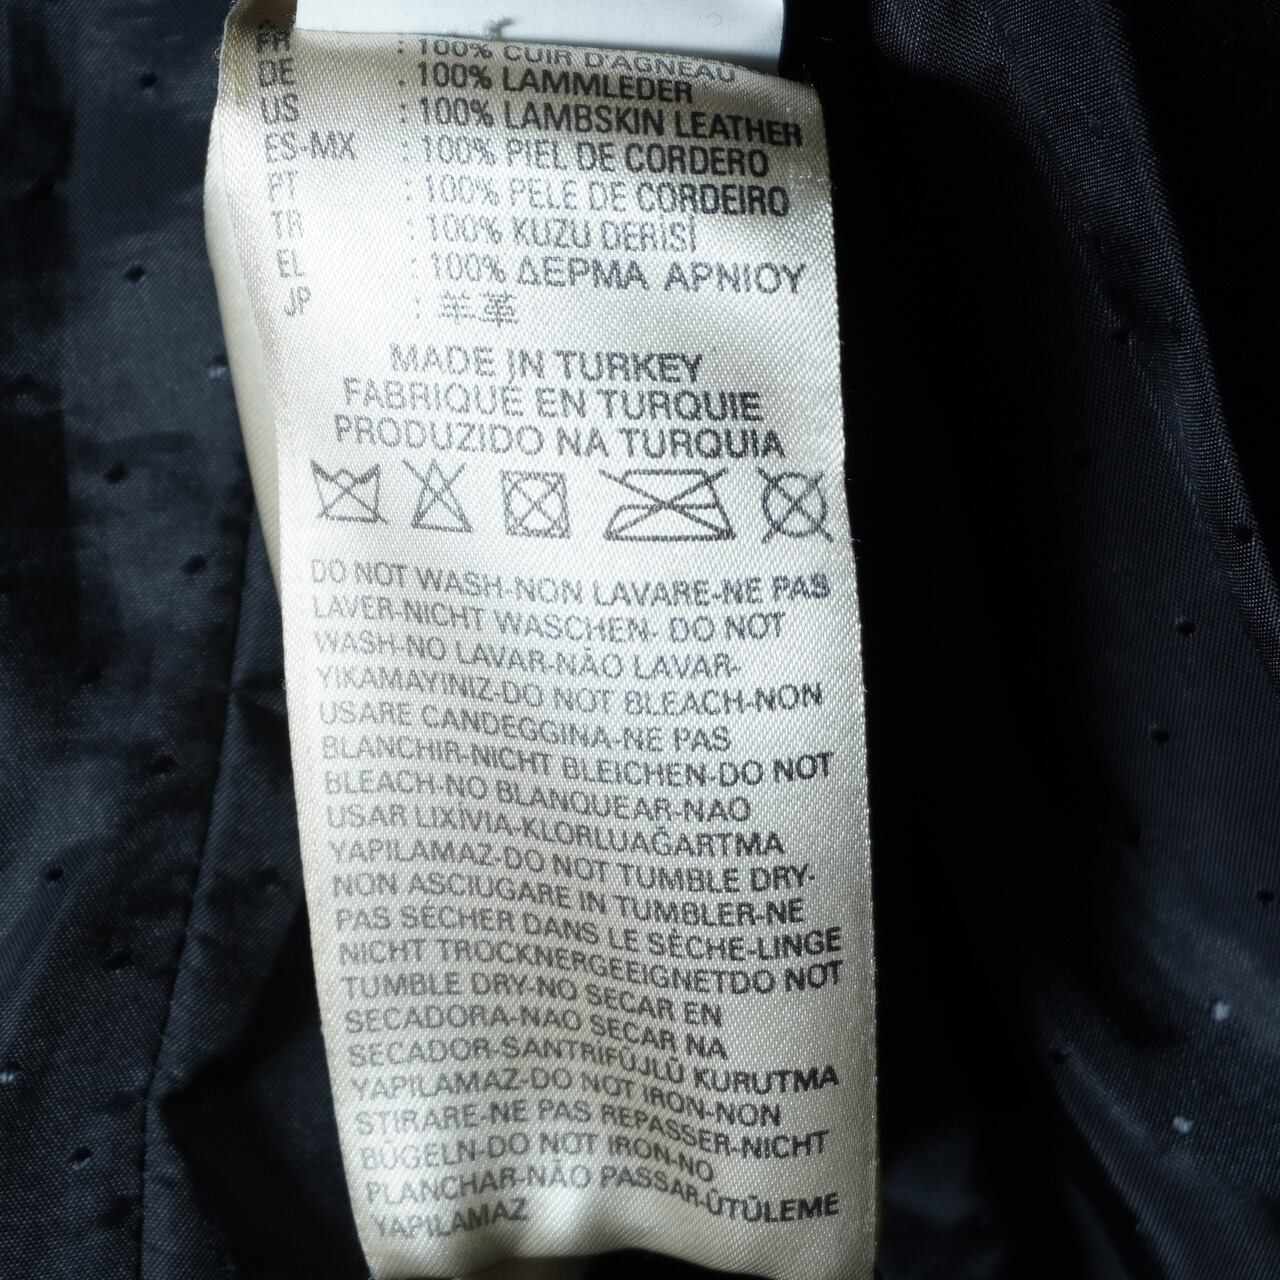 FR : 100% CUIR D'AGNEAU
DE : 100% LAMMLEDER
US : 100% LAMBSKIN LEATHER
ES-MX : 100% PIEL DE CORDERO
PT : 100% PELE DE CORDEIRO
TR : 100% KUZU DERİSİ
EL : 100% ΔΕΡΜΑ ΑΡΝΙΟΥ
JP : 羊革
MADE IN TURKEY
FABRIQUÉ EN TURQUIE
PRODUZIDO NA TURQUIA
DO NOT WASH-NON LAVARE-NE PAS
LAVER-NICHT WASCHEN- DO NOT
WASH-NO LAVAR-NÃO LAVAR-
YIKAMAYINIZ-DO NOT BLEACH-NON
USARE CANDEGGINA-NE PAS
BLANCHIR-NICHT BLEICHEN-DO NOT
BLEACH-NO BLANQUEAR-NAO
USAR LIXÍVIA-KLORLUAĞARTMA
YAPILAMAZ-DO NOT TUMBLE DRY-
NON ASCIUGARE IN TUMBLER-NE
PAS SÉCHER DANS LE SÈCHE-LINGE
NICHT TROCKNERGEEIGNETDO NOT
TUMBLE DRY-NO SECAR EN
SECADORA-NAO SECAR NA
SECADOR-SANTRIFÜJLÜ KURUTMA
YAPILAMAZ-DO NOT IRON-NON
STIRARE-NE PAS REPASSER-NICHT
BÜGELN-DO NOT IRON-NO
PLANCHAR-NÃO PASSAR-ÜTÜLEME
YAPILAMAZ